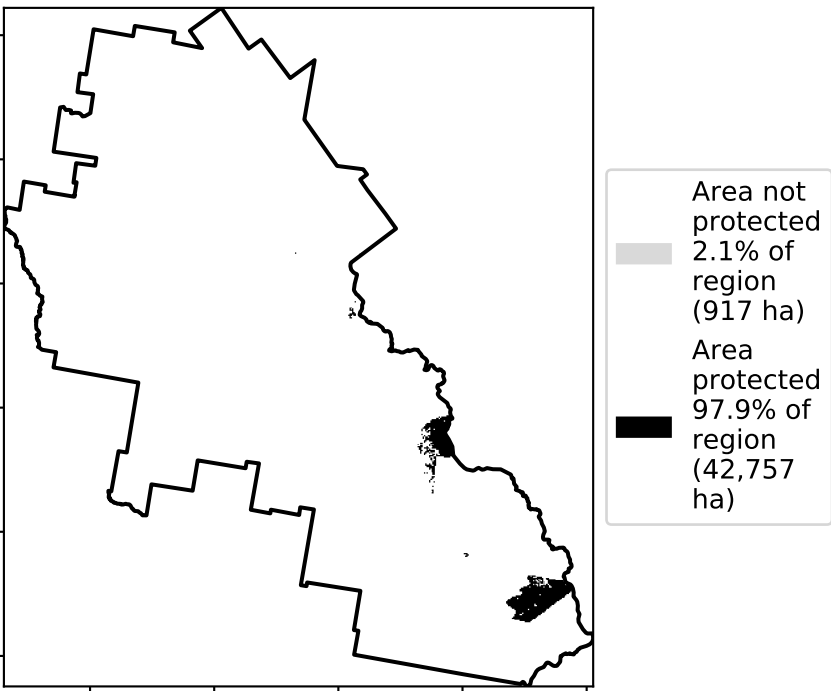 Area not
protected
2.1% of
region
(917 ha)
Area
protected
97.9% of
region
(42,757
ha)